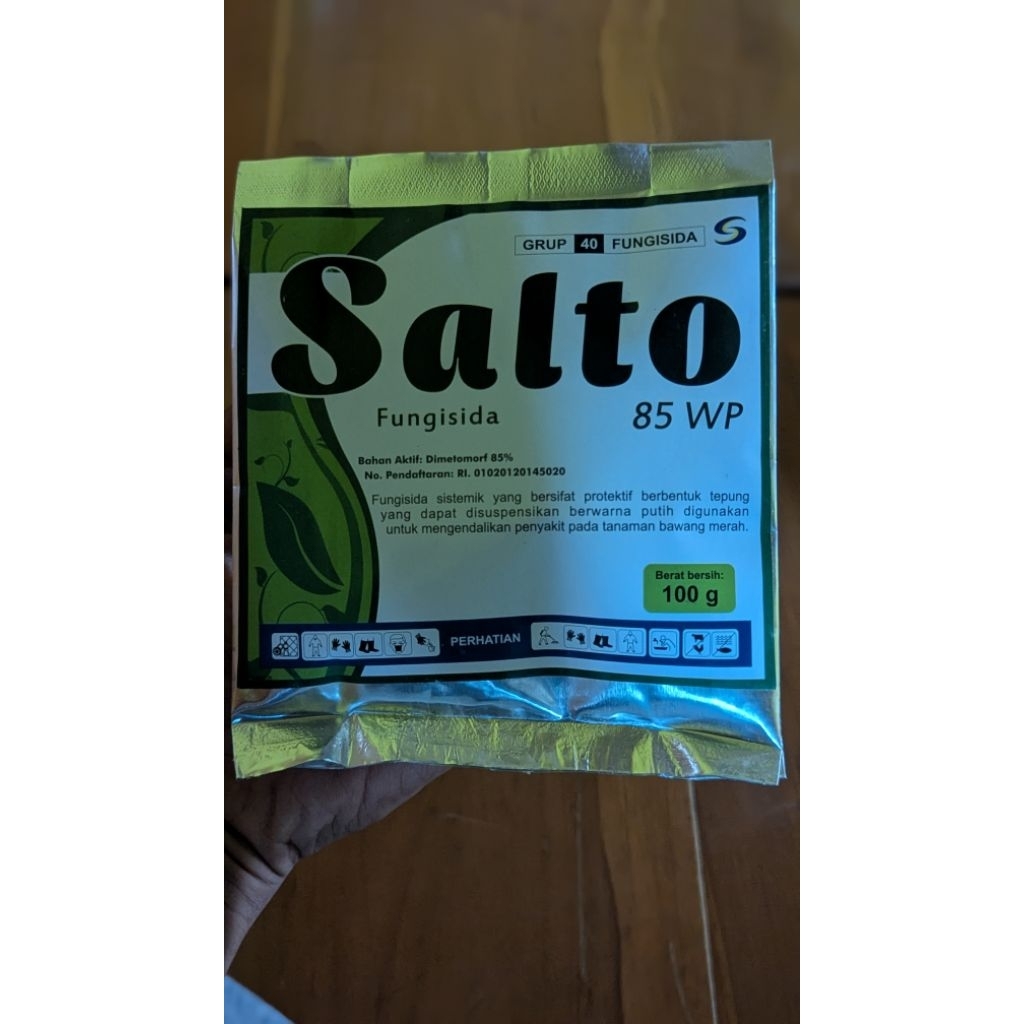 GRUP 40 FUNGISIDA
Salto
Fungisida 85 WP
Bahan Aktif: Dimetomorf 85%
No. Pendaftaran: RI. 01020120145020
Fungisida sistemik yang bersifat protektif berbentuk tepung
yang dapat disuspensikan berwarna putih digunakan
untuk mengendalikan penyakit pada tanaman bawang merah.
Berat bersih:
100 g
PERHATIAN